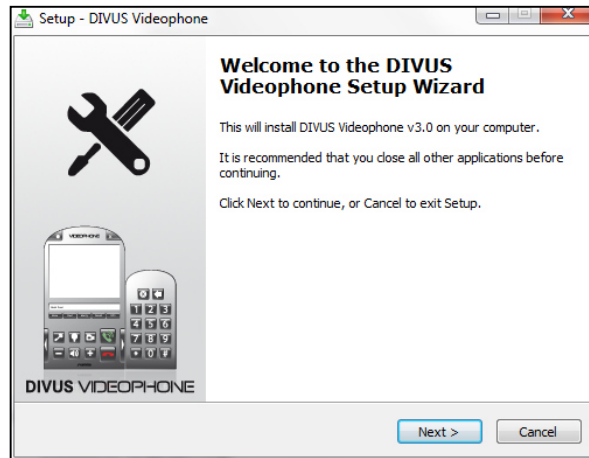 Setup - DIVUS Videophone
Welcome to the DIVUS
Videophone Setup Wizard
This will install DIVUS Videophone v3.0 on your computer.
It is recommended that you close all other applications before
continuing.
Click Next to continue, or Cancel to exit Setup.
VIDEOPHONE
1 2 3
4 5 6
7 8 9
* 0 #
DIVUS VIDEOPHONE
Next >
Cancel